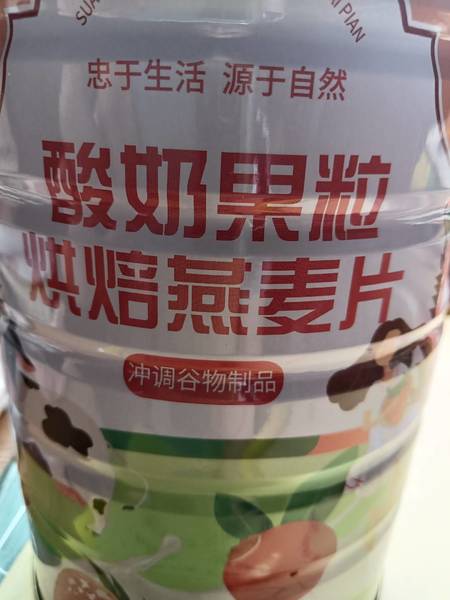 忠于生活 源于自然
酸奶果粒
烘焙燕麦片
冲调谷物制品